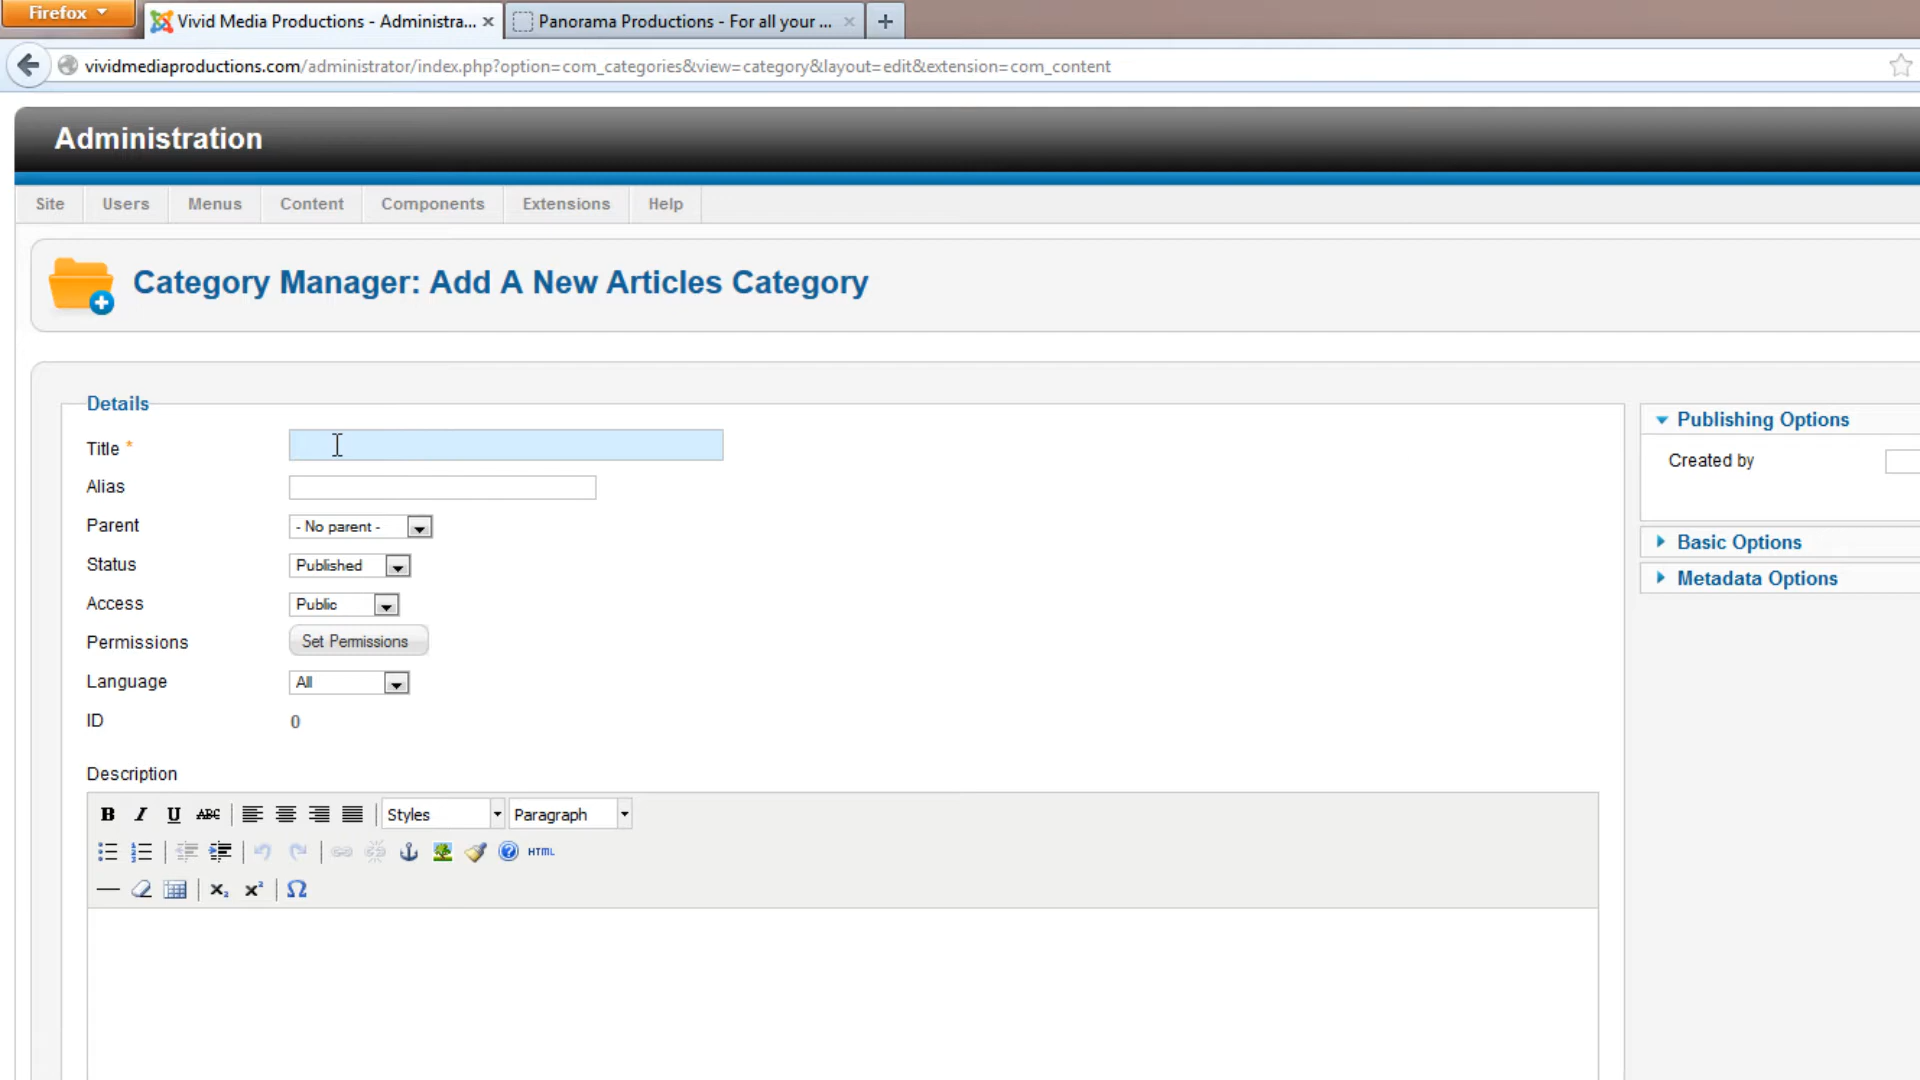 Firefox
Vivid Media Productions - Administra...
Panorama Productions - For all your ...
vividmediaproductions.com/administrator/index.php?option=com_categories&view=category&layout=edit&extension=com_content
Administration
Site Users Menus Content Components Extensions Help
Category Manager: Add A New Articles Category
Details
Title *
Alias
Parent - No parent -
Status Published
Access Public
Permissions Set Permissions
Language All
ID 0
Description
B I U ABC Styles Paragraph
HTML
x₂ x² Ω
Publishing Options
Created by
Basic Options
Metadata Options